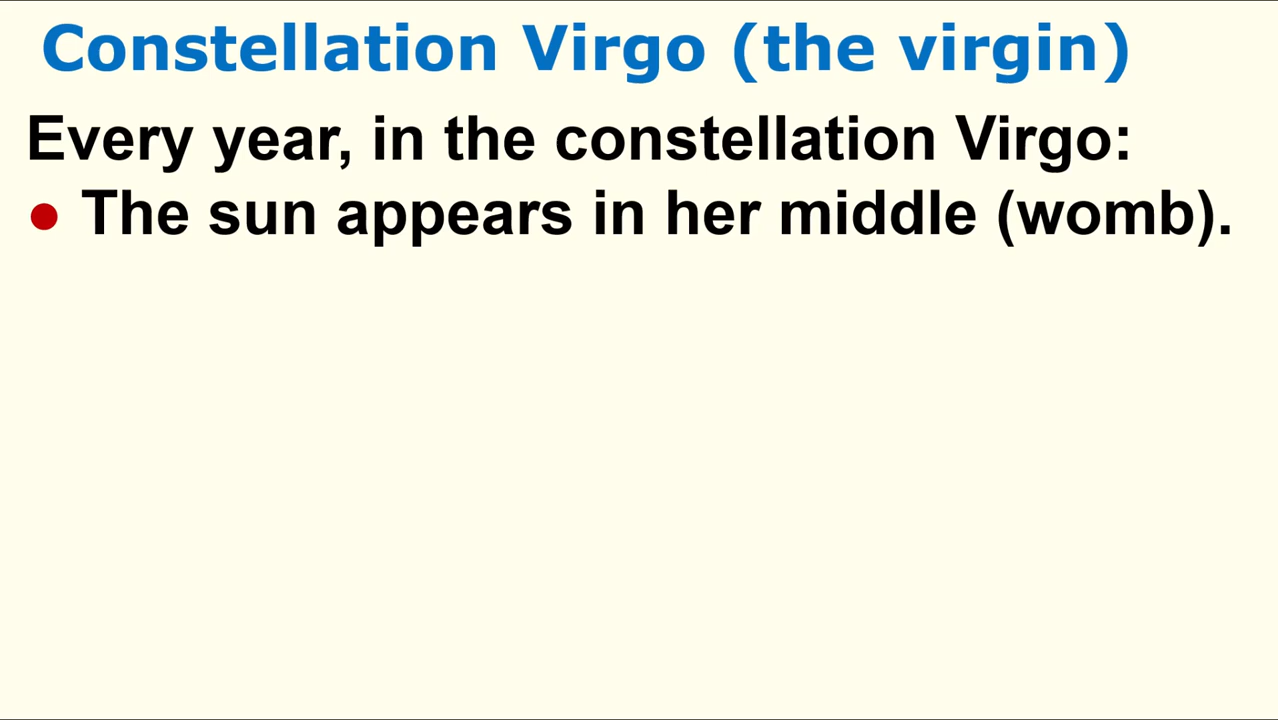 Constellation Virgo (the virgin)
Every year, in the constellation Virgo:
● The sun appears in her middle (womb).